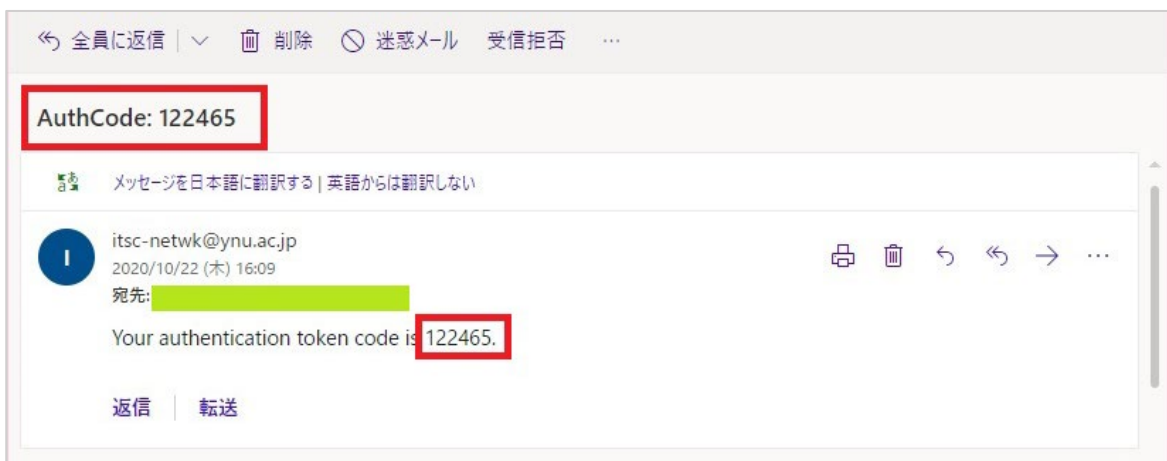 全員に返信 削除 迷惑メール 受信拒否 …
AuthCode: 122465
メッセージを日本語に翻訳する | 英語からは翻訳しない
I
itsc-netwk@ynu.ac.jp
2020/10/22 (木) 16:09
宛先:
Your authentication token code is 122465.
返信 転送